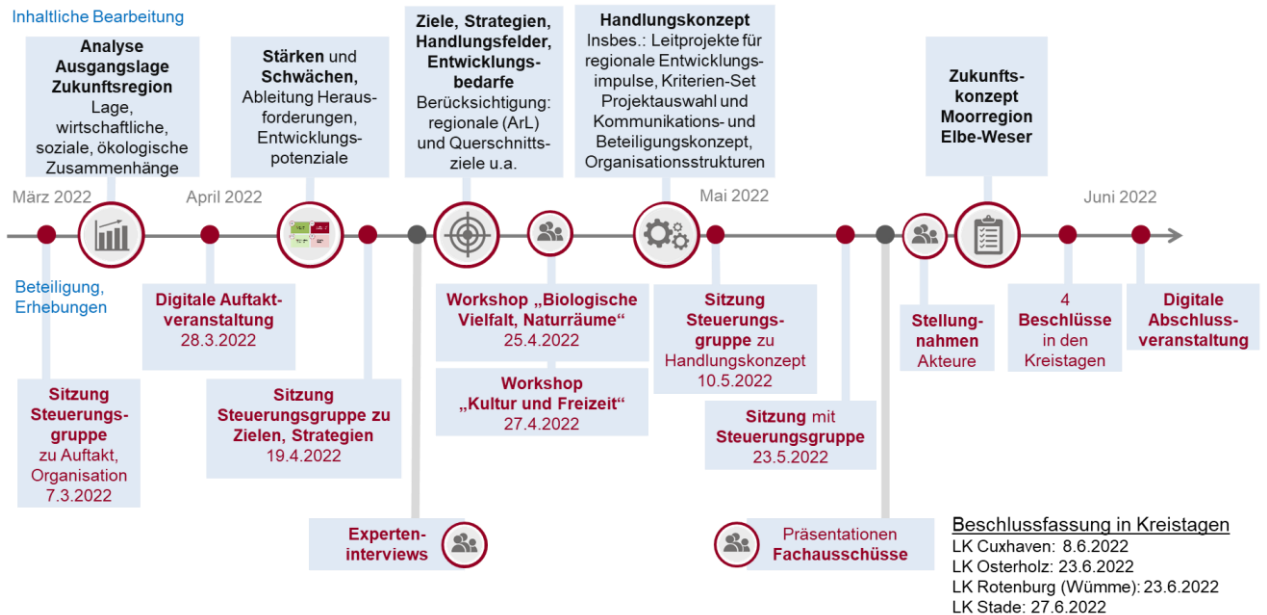 Inhaltliche Bearbeitung
Analyse
Ausgangslage
Zukunftsregion
Lage,
wirtschaftliche,
soziale, ökologische
Zusammenhänge
Stärken und
Schwächen,
Ableitung Heraus-
forderungen,
Entwicklungs-
potenziale
Ziele, Strategien,
Handlungsfelder,
Entwicklungs-
bedarfe
Berücksichtigung:
regionale (ArL)
und Querschnitts-
ziele u.a.
Handlungskonzept
Insbes.: Leitprojekte für
regionale Entwicklungs-
impulse, Kriterien-Set
Projektauswahl und
Kommunikations- und
Beteiligungskonzept,
Organisationsstrukturen
Zukunfts-
konzept
Moorregion
Elbe-Weser
März 2022
April 2022
Mai 2022
Juni 2022
Beteiligung,
Erhebungen
Sitzung
Steuerungs-
gruppe
zu Auftakt,
Organisation
7.3.2022
Digitale Auftakt-
veranstaltung
28.3.2022
Sitzung
Steuerungsgruppe zu
Zielen, Strategien
19.4.2022
Experten-
interviews
Workshop „Biologische
Vielfalt, Naturräume“
25.4.2022
Workshop
„Kultur und Freizeit“
27.4.2022
Sitzung
Steuerungs-
gruppe zu
Handlungskonzept
10.5.2022
Sitzung mit
Steuerungsgruppe
23.5.2022
Präsentationen
Fachausschüsse
Stellung-
nahmen
Akteure
4
Beschlüsse
in den
Kreistagen
Digitale
Abschluss-
veranstaltung
Beschlussfassung in Kreistagen
LK Cuxhaven: 8.6.2022
LK Osterholz: 23.6.2022
LK Rotenburg (Wümme): 23.6.2022
LK Stade: 27.6.2022